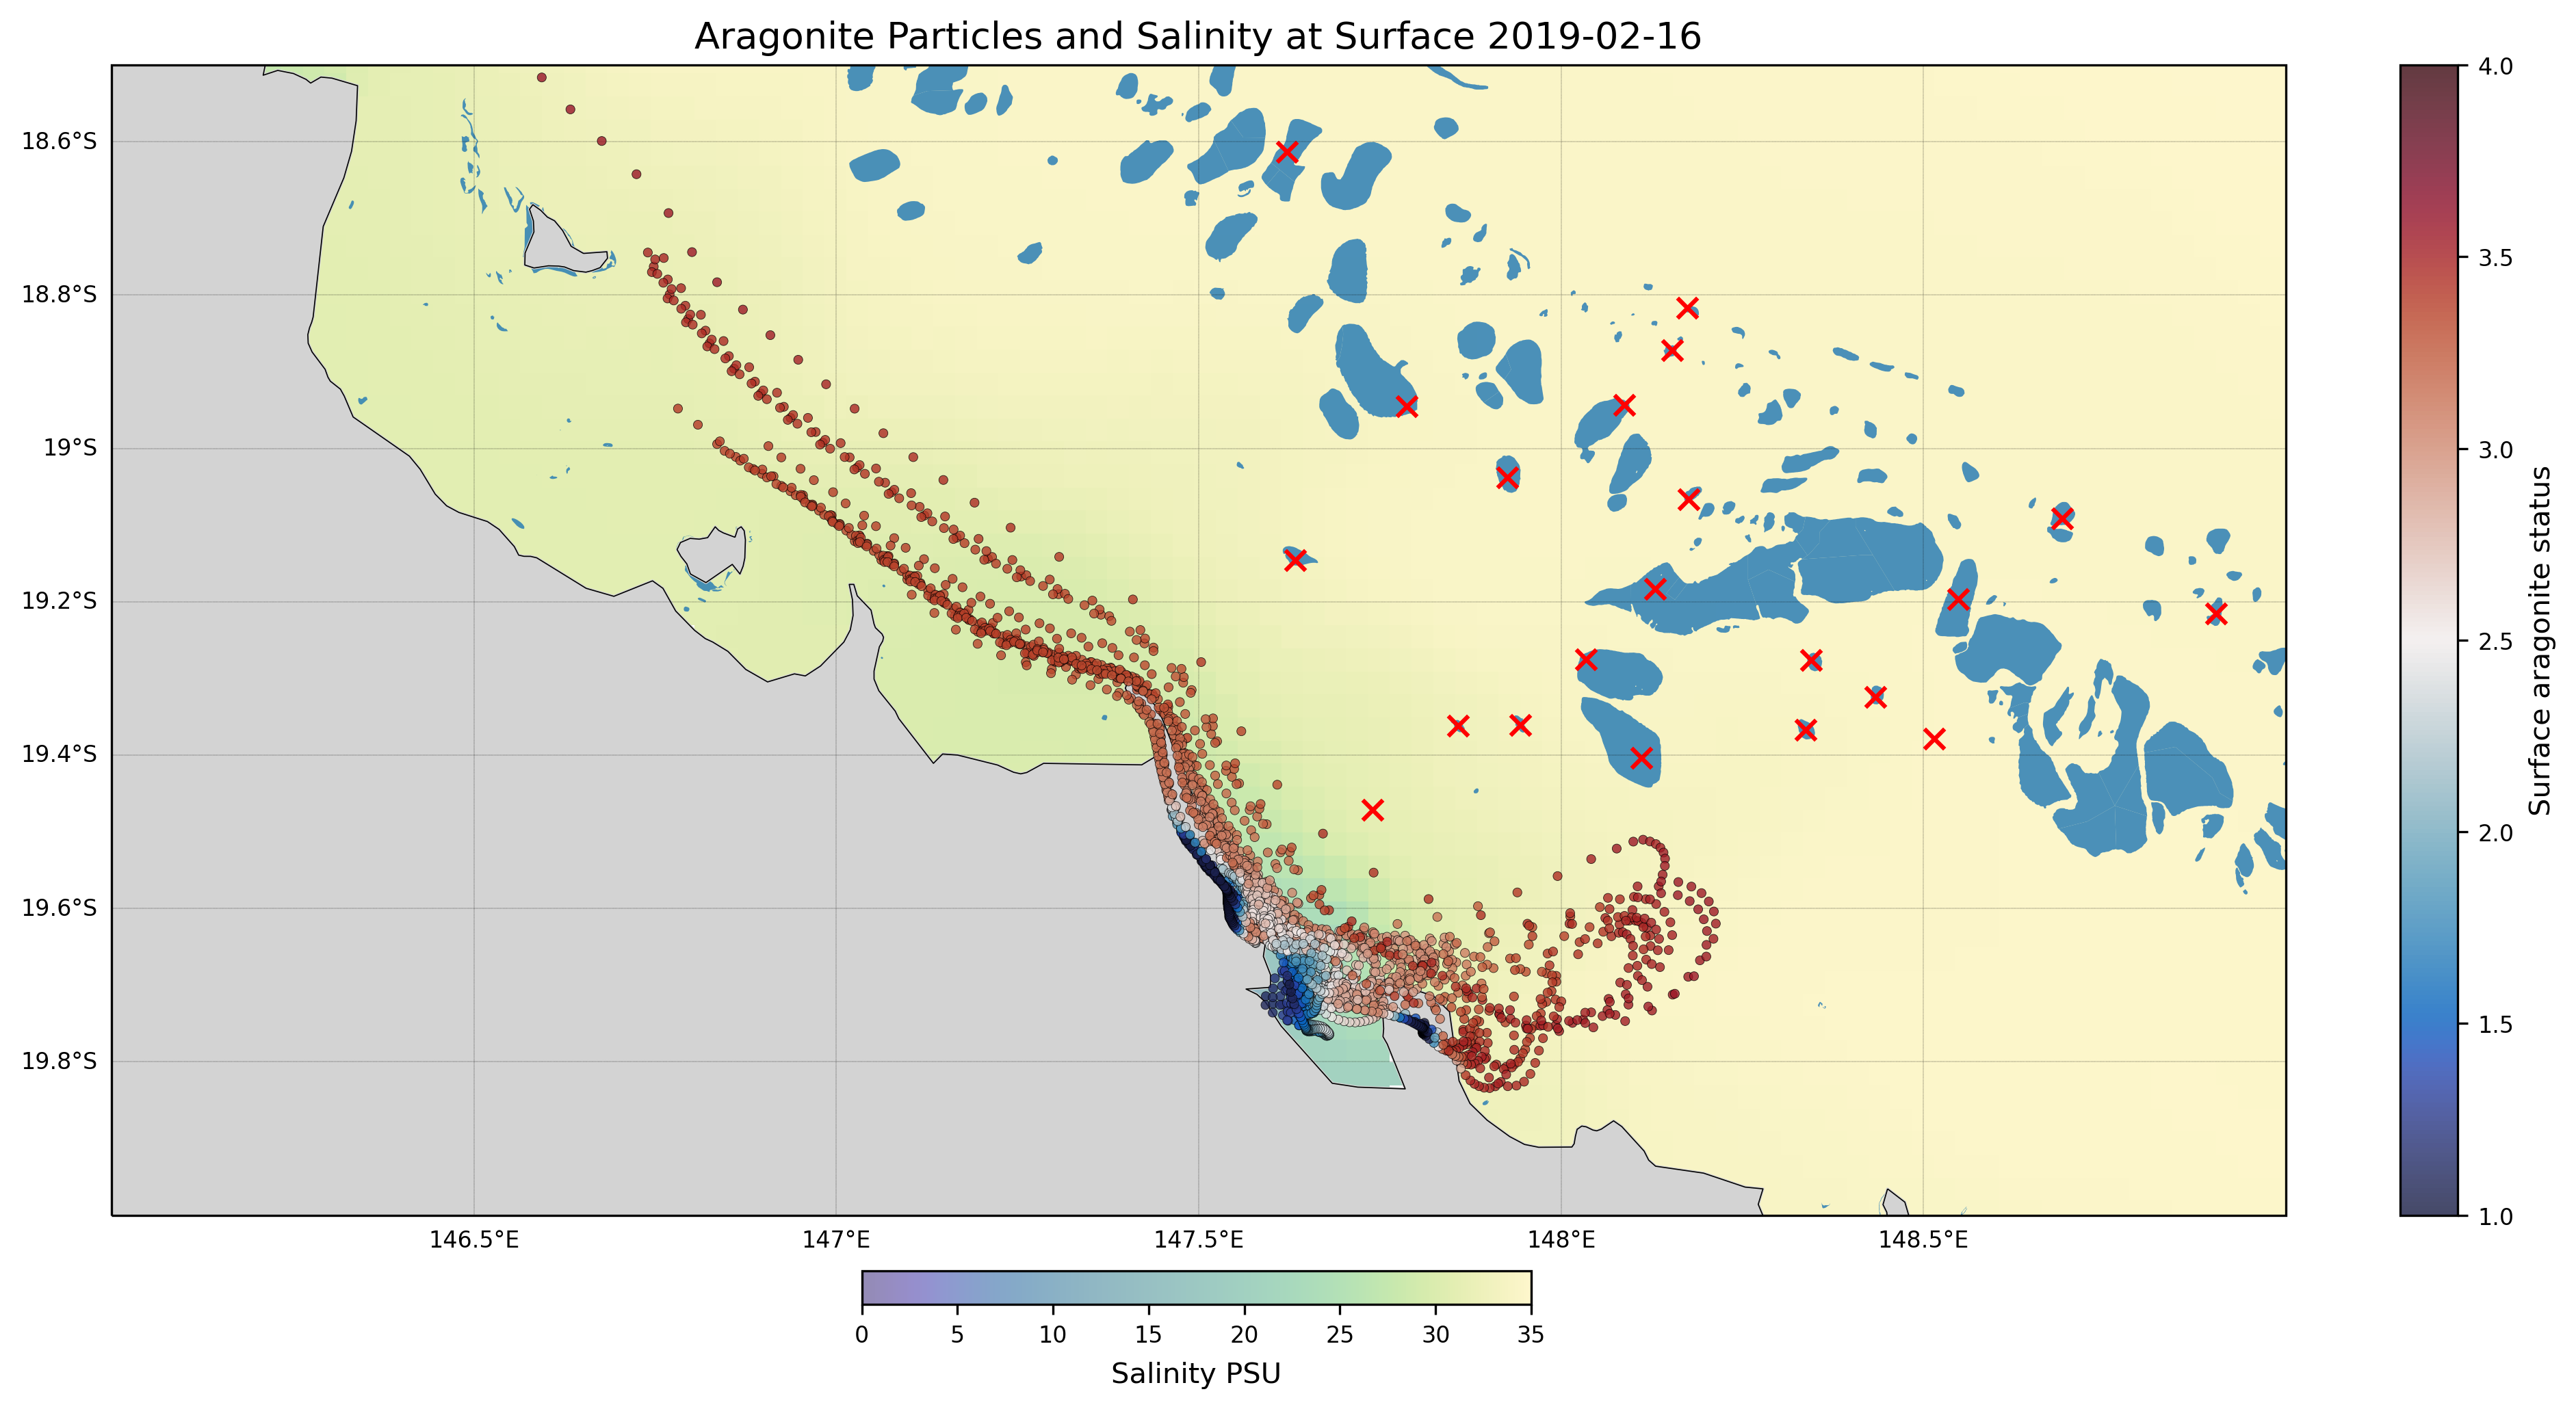 Aragonite Particles and Salinity at Surface 2019-02-16
18.6°S
18.8°S
19°S
19.2°S
19.4°S
19.6°S
19.8°S
146.5°E
147°E
147.5°E
148°E
148.5°E
4.0
3.5
3.0
2.5
2.0
1.5
1.0
Surface aragonite status
0
5
10
15
20
25
30
35
Salinity PSU